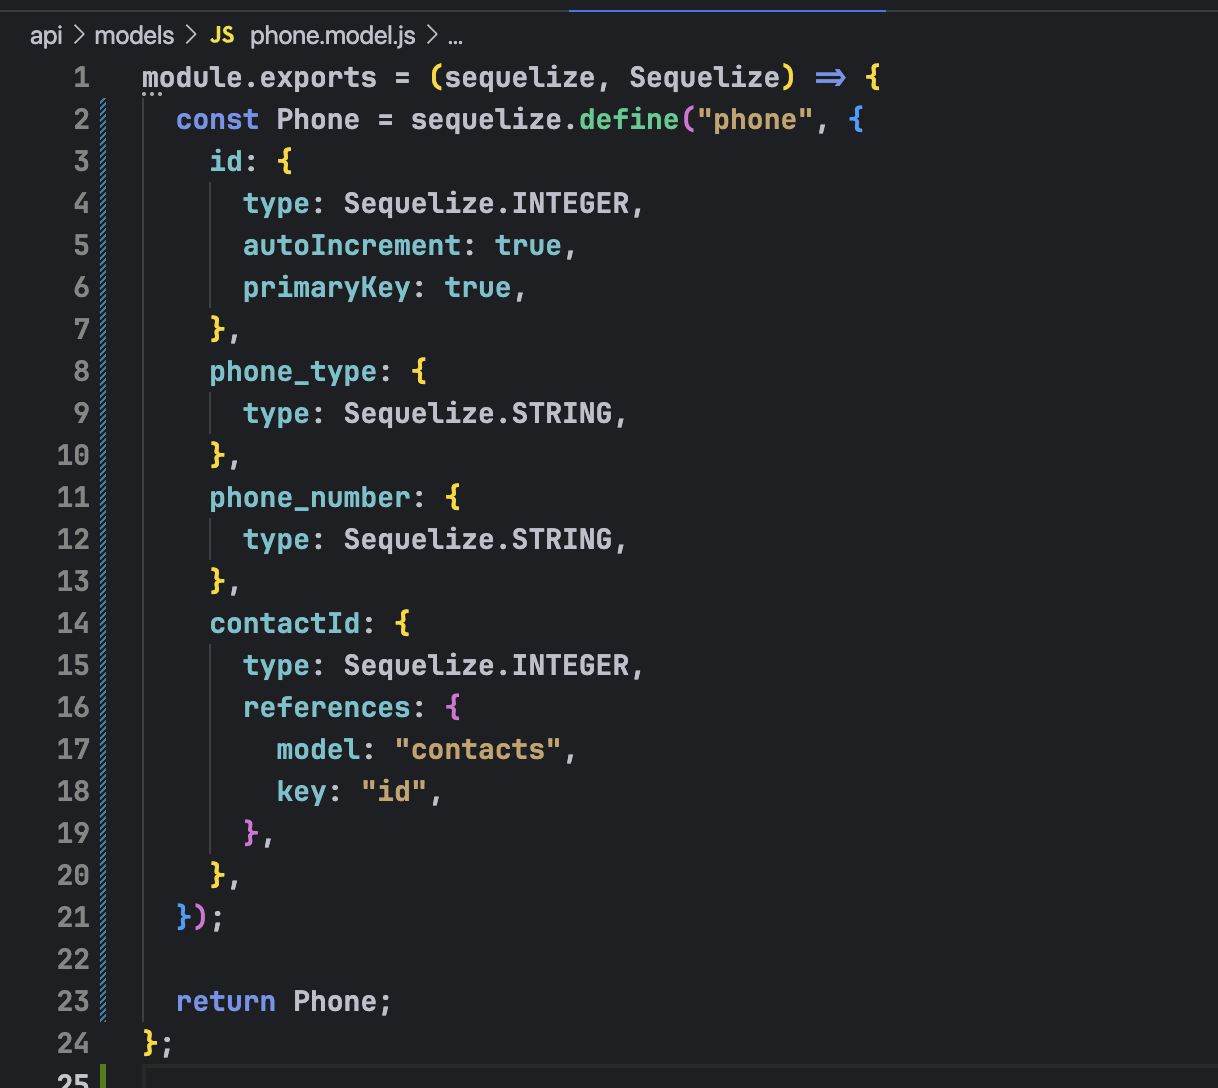 api > models > JS phone.model.js > ...
1 module.exports = (sequelize, Sequelize) => {
2 const Phone = sequelize.define("phone", {
3 id: {
4 type: Sequelize.INTEGER,
5 autoIncrement: true,
6 primaryKey: true,
7 },
8 phone_type: {
9 type: Sequelize.STRING,
10 },
11 phone_number: {
12 type: Sequelize.STRING,
13 },
14 contactId: {
15 type: Sequelize.INTEGER,
16 references: {
17 model: "contacts",
18 key: "id",
19 },
20 },
21 });
22
23 return Phone;
24 };
25